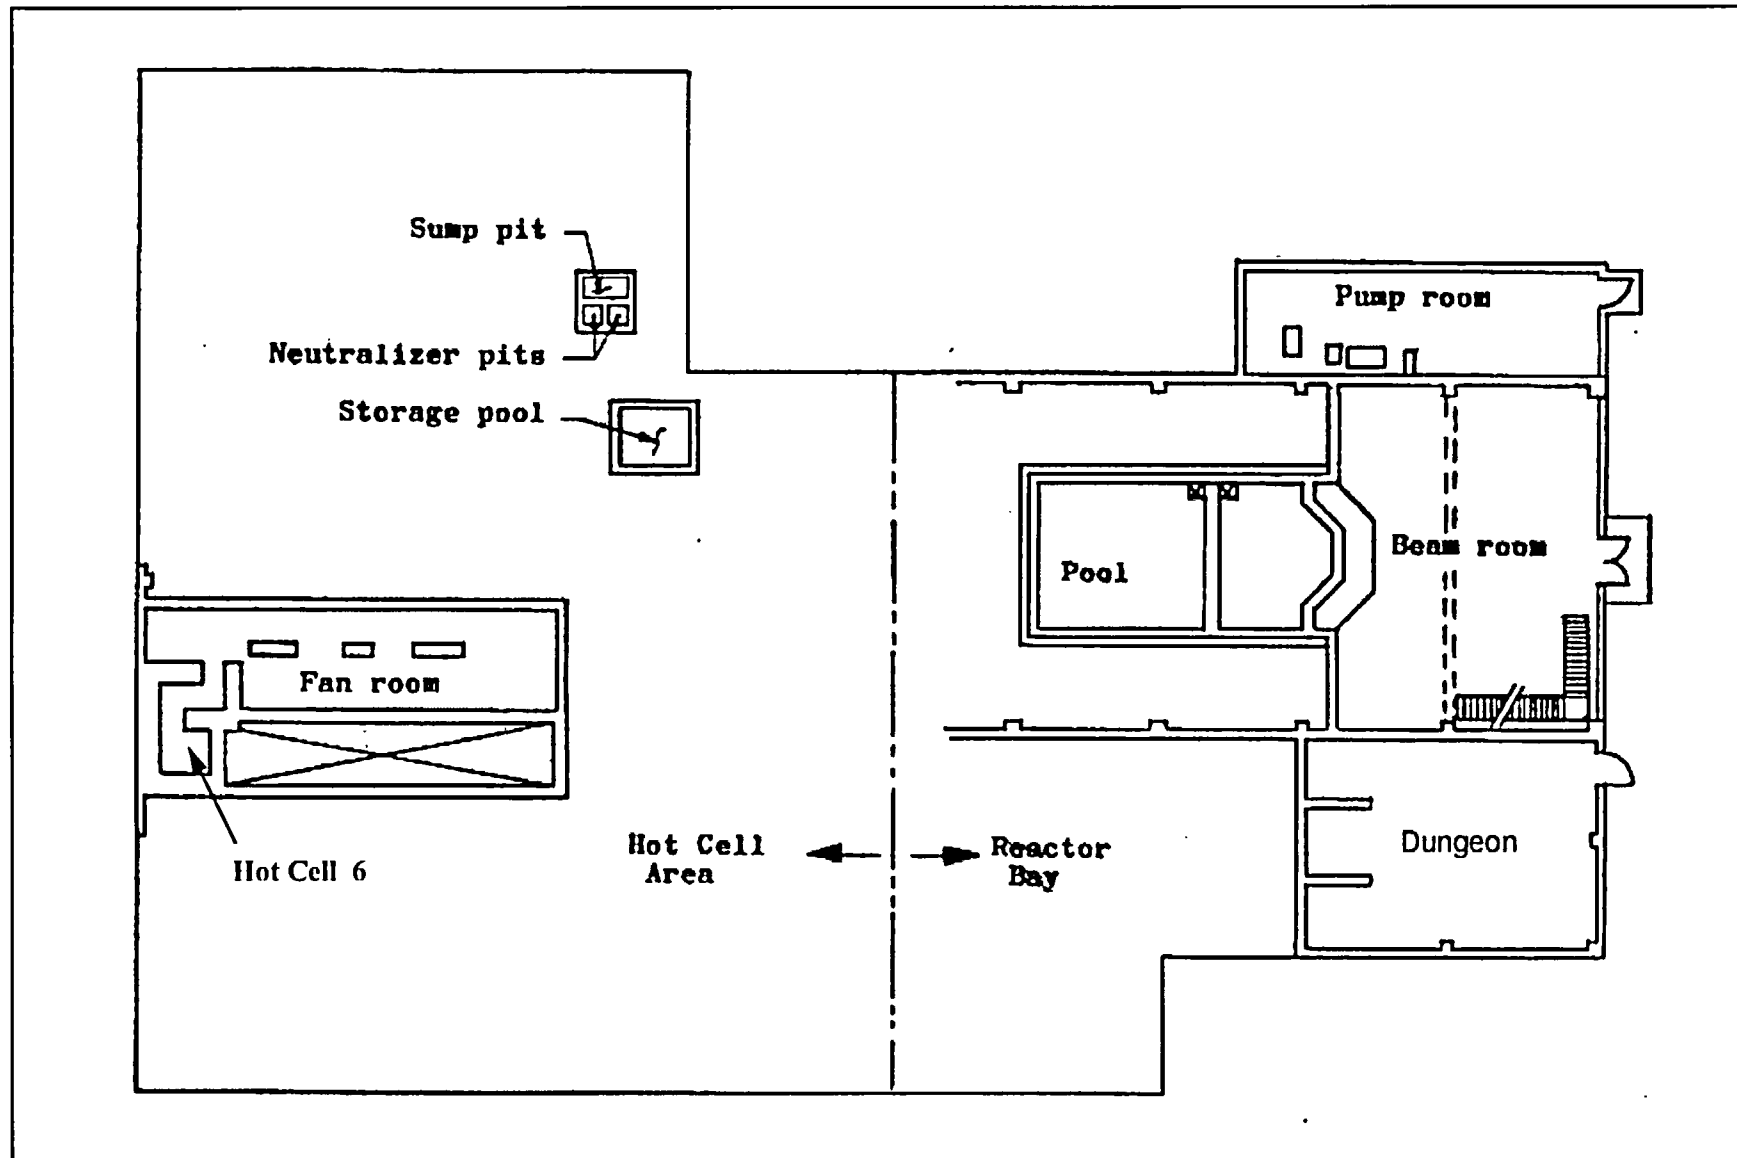 Sump pit
Neutralizer pits
Storage pool
Pump room
Beam room
Pool
Fan room
Hot Cell 6
Hot Cell
Area
Reactor
Bay
Dungeon